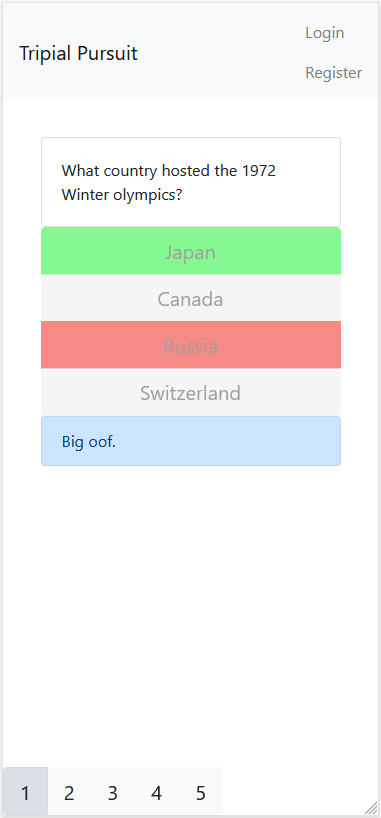 Tripial Pursuit
Login
Register
What country hosted the 1972
Winter olympics?
Japan
Canada
Russia
Switzerland
Big oof.
1 2 3 4 5